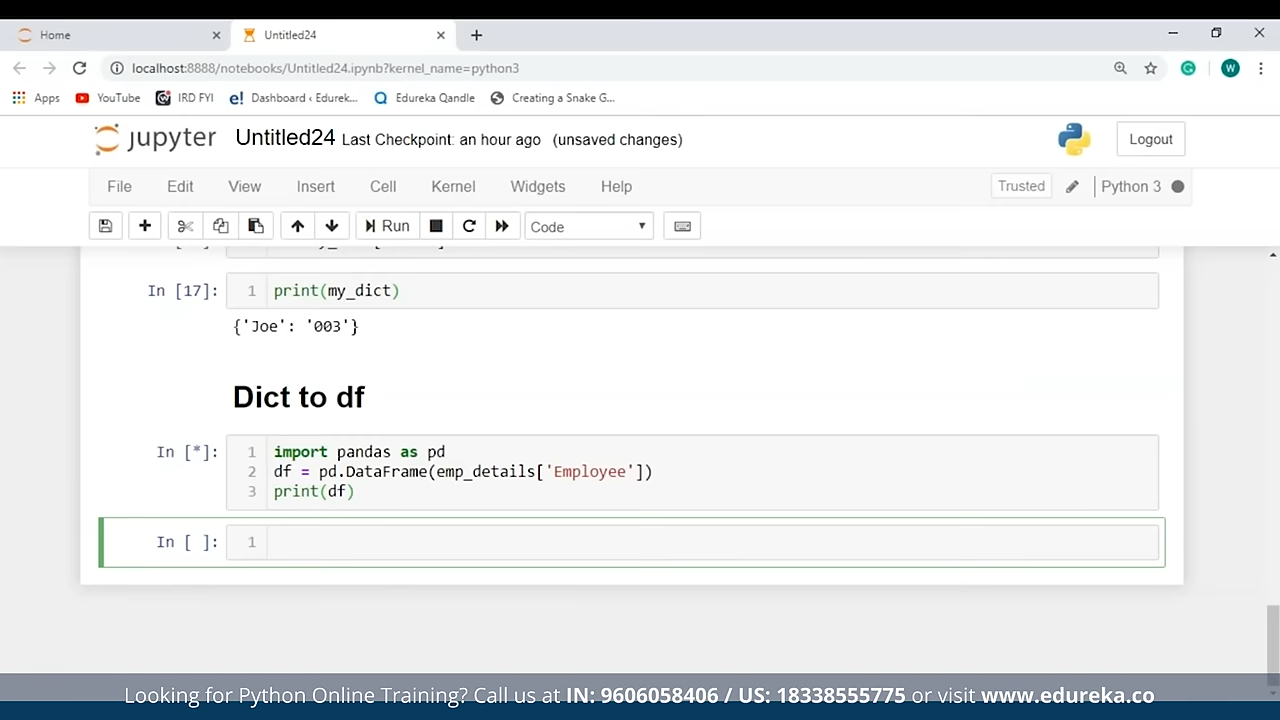 Home
Untitled24
localhost:8888/notebooks/Untitled24.ipynb?kernel_name=python3
W
Apps YouTube IRD FYI Dashboard ‹ Edurek... Edureka Qandle Creating a Snake G...
jupyter Untitled24 Last Checkpoint: an hour ago (unsaved changes) Logout
File Edit View Insert Cell Kernel Widgets Help Trusted Python 3
Run Code
In [17]: 1 print(my_dict)
{'Joe': '003'}
Dict to df
In [*]: 1 import pandas as pd
2 df = pd.DataFrame(emp_details['Employee'])
3 print(df)
In [ ]: 1
Looking for Python Online Training? Call us at IN: 9606058406 / US: 18338555775 or visit www.edureka.co